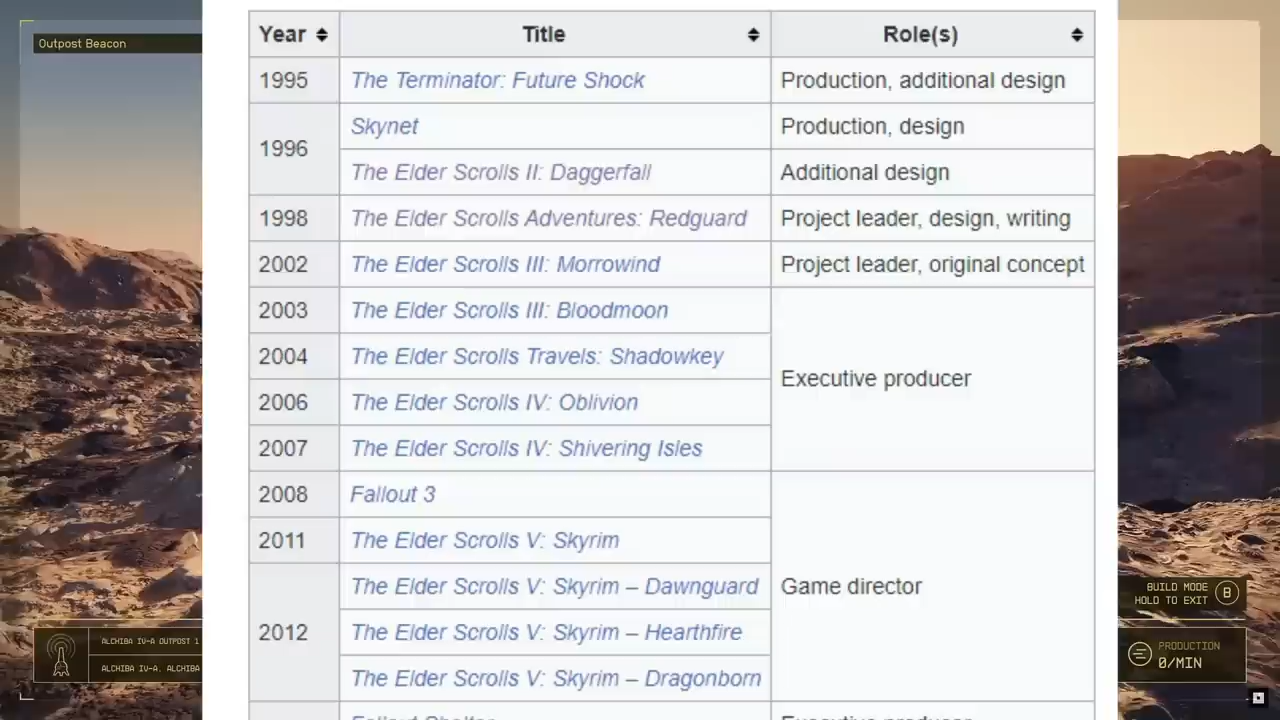 Outpost Beacon
Year Title Role(s)
1995 The Terminator: Future Shock Production, additional design
1996 Skynet Production, design
The Elder Scrolls II: Daggerfall Additional design
1998 The Elder Scrolls Adventures: Redguard Project leader, design, writing
2002 The Elder Scrolls III: Morrowind Project leader, original concept
2003 The Elder Scrolls III: Bloodmoon
2004 The Elder Scrolls Travels: Shadowkey
Executive producer
2006 The Elder Scrolls IV: Oblivion
2007 The Elder Scrolls IV: Shivering Isles
2008 Fallout 3
2011 The Elder Scrolls V: Skyrim
The Elder Scrolls V: Skyrim – Dawnguard Game director
2012 The Elder Scrolls V: Skyrim – Hearthfire
The Elder Scrolls V: Skyrim – Dragonborn
Fallout Shelter Executive producer
BUILD MODE
HOLD TO EXIT B
ALCHIBA IV-A OUTPOST 1
ALCHIBA IV-A, ALCHIBA
PRODUCTION
0/MIN